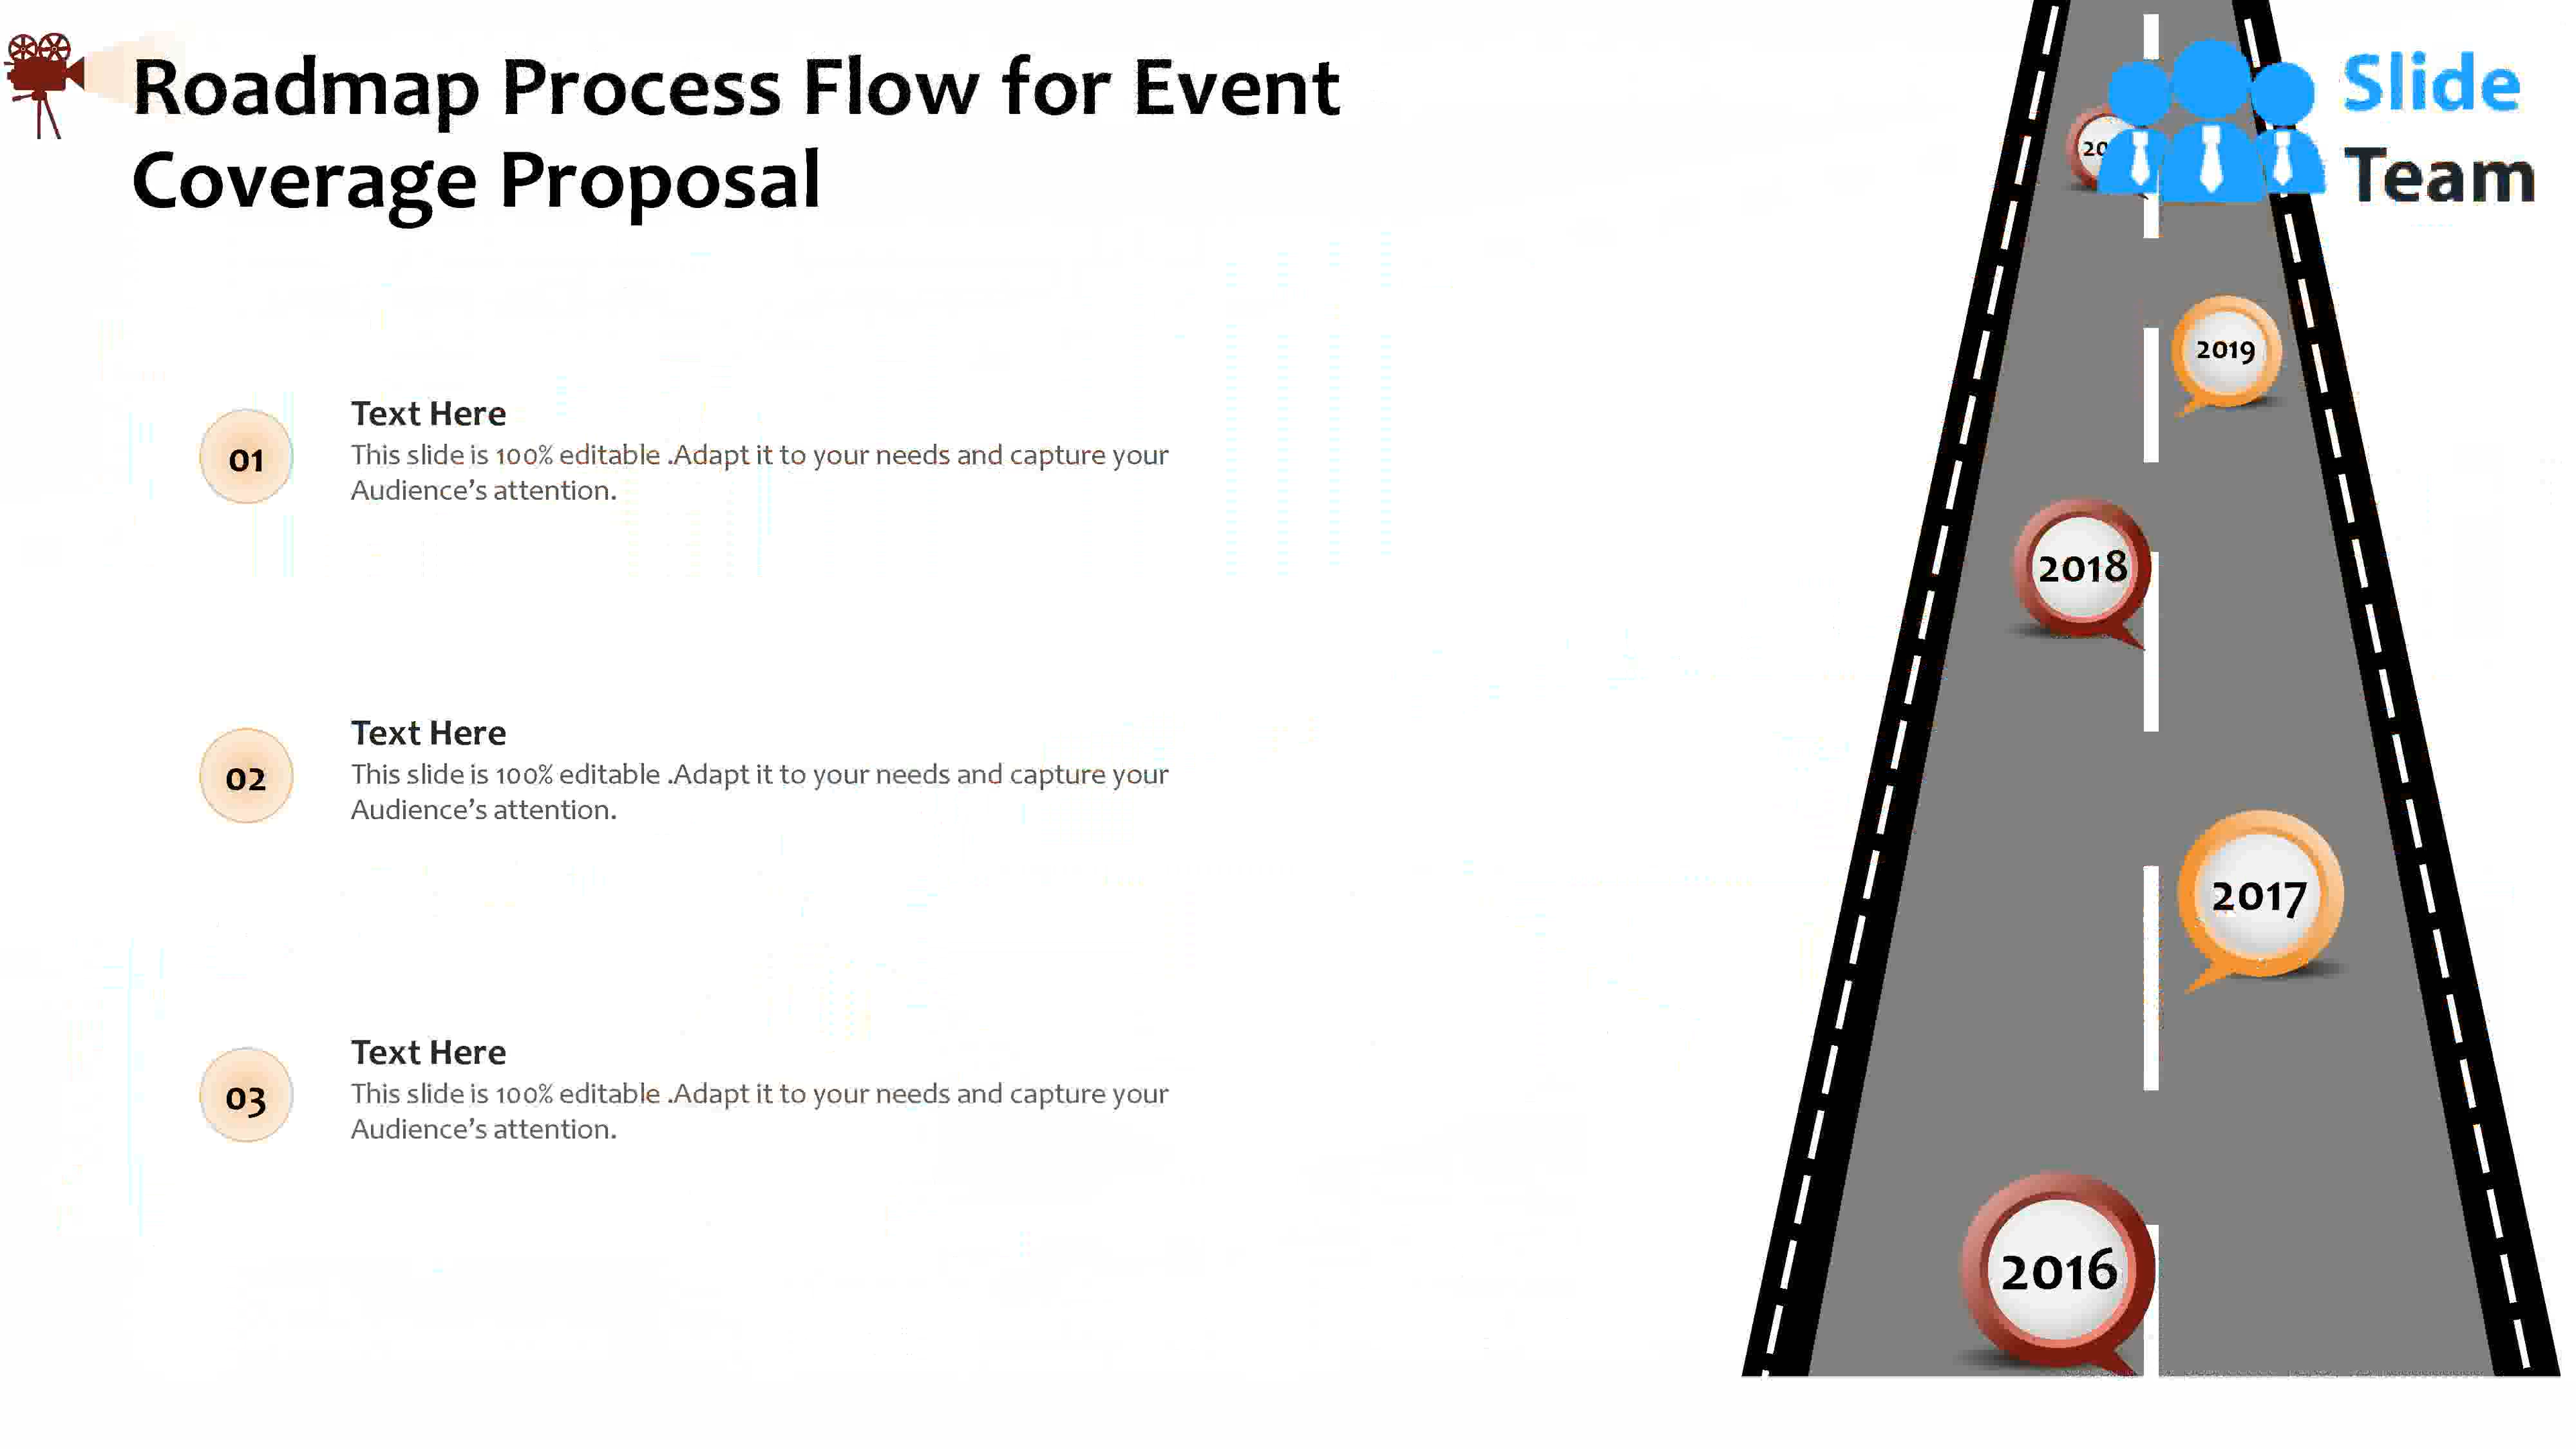 Roadmap Process Flow for Event
Coverage Proposal
Slide
Team
01
Text Here
This slide is 100% editable .Adapt it to your needs and capture your
Audience's attention.
02
Text Here
This slide is 100% editable .Adapt it to your needs and capture your
Audience's attention.
03
Text Here
This slide is 100% editable .Adapt it to your needs and capture your
Audience's attention.
2019
2018
2017
2016